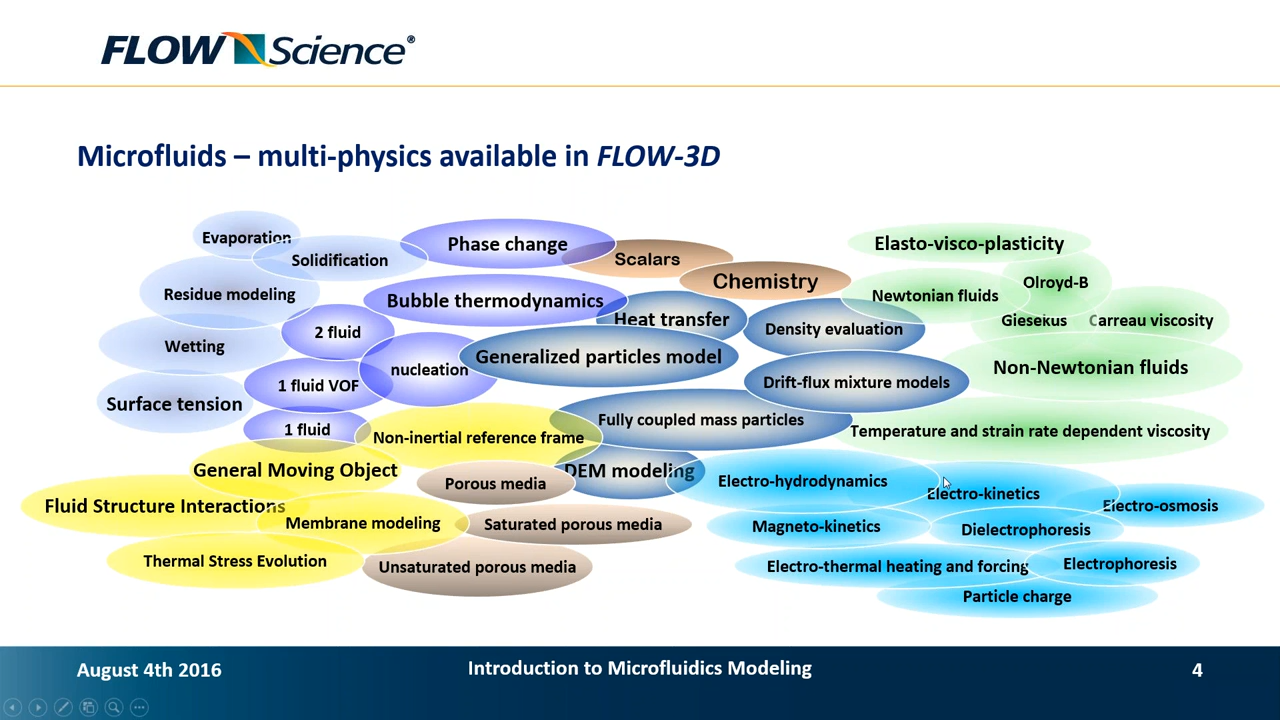 FLOW Science®
Microfluids – multi-physics available in FLOW-3D
Evaporation
Solidification
Phase change
Scalars
Chemistry
Elasto-visco-plasticity
Residue modeling
Bubble thermodynamics
Newtonian fluids
Olroyd-B
2 fluid
Heat transfer
Density evaluation
Giesekus
Carreau viscosity
Wetting
nucleation
Generalized particles model
Non-Newtonian fluids
1 fluid VOF
Drift-flux mixture models
Surface tension
1 fluid
Non-inertial reference frame
Fully coupled mass particles
Temperature and strain rate dependent viscosity
General Moving Object
Porous media
DEM modeling
Electro-hydrodynamics
Electro-kinetics
Electro-osmosis
Fluid Structure Interactions
Membrane modeling
Saturated porous media
Magneto-kinetics
Dielectrophoresis
Thermal Stress Evolution
Unsaturated porous media
Electro-thermal heating and forcing
Electrophoresis
Particle charge
August 4th 2016
Introduction to Microfluidics Modeling
4